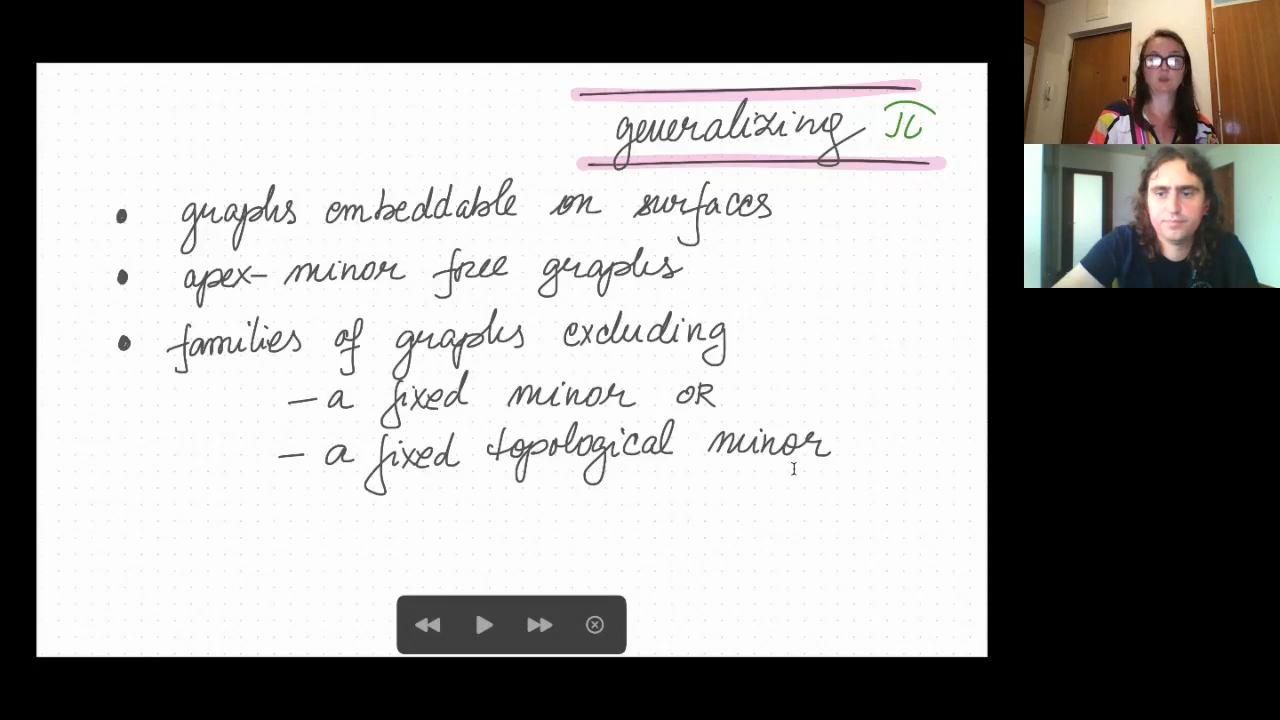 generalizing π
• graphs embeddable on surfaces
• apex-minor free graphs
• families of graphs excluding
– a fixed minor OR
– a fixed topological minor